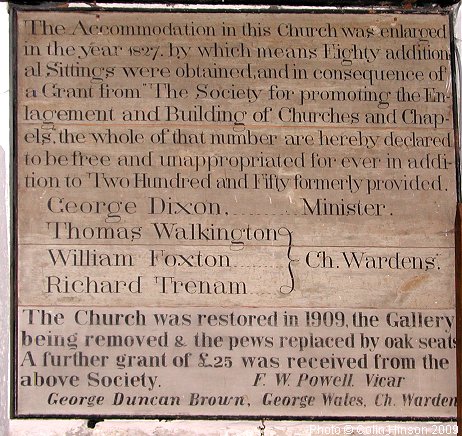 The Accommodation in this Church was enlarged
in the year 1827. by which means Eighty addition
al Sittings were obtained, and in consequence of
a Grant from "The Society for promoting the En-
lagement and Building of Churches and Chap-
els," the whole of that number are hereby declared
to be free and unappropriated for ever in addi-
tion to Two Hundred and Fifty formerly provided.
George Dixon, ......... Minister.
Thomas Walkington
William Foxton ......... Ch. Wardens.
Richard Trenam
The Church was restored in 1909, the Gallery
being removed & the pews replaced by oak seats
A further grant of £.25 was received from the
above Society. F. W. Powell, Vicar
George Duncan Brown, George Wales, Ch. Warden
Photo © Colin Hinson 2009